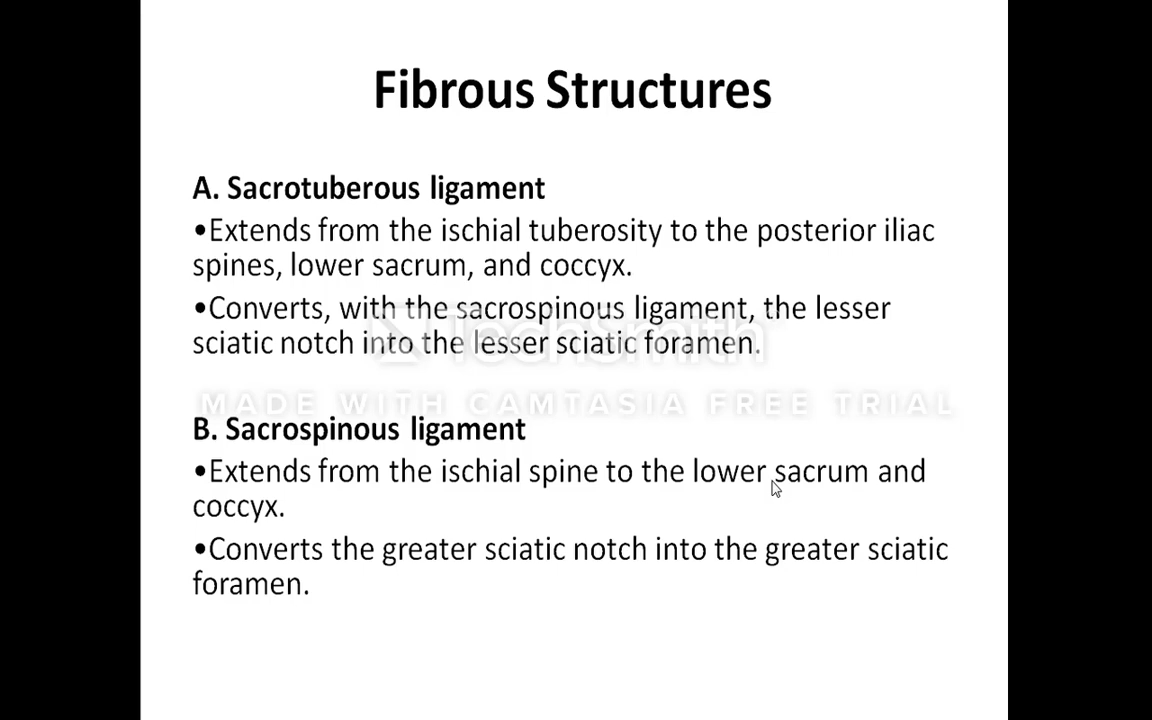 Fibrous Structures
A. Sacrotuberous ligament
•Extends from the ischial tuberosity to the posterior iliac
spines, lower sacrum, and coccyx.
•Converts, with the sacrospinous ligament, the lesser
sciatic notch into the lesser sciatic foramen.
TechSmith
MADE WITH CAMTASIA FREE TRIAL
B. Sacrospinous ligament
•Extends from the ischial spine to the lower sacrum and
coccyx.
•Converts the greater sciatic notch into the greater sciatic
foramen.